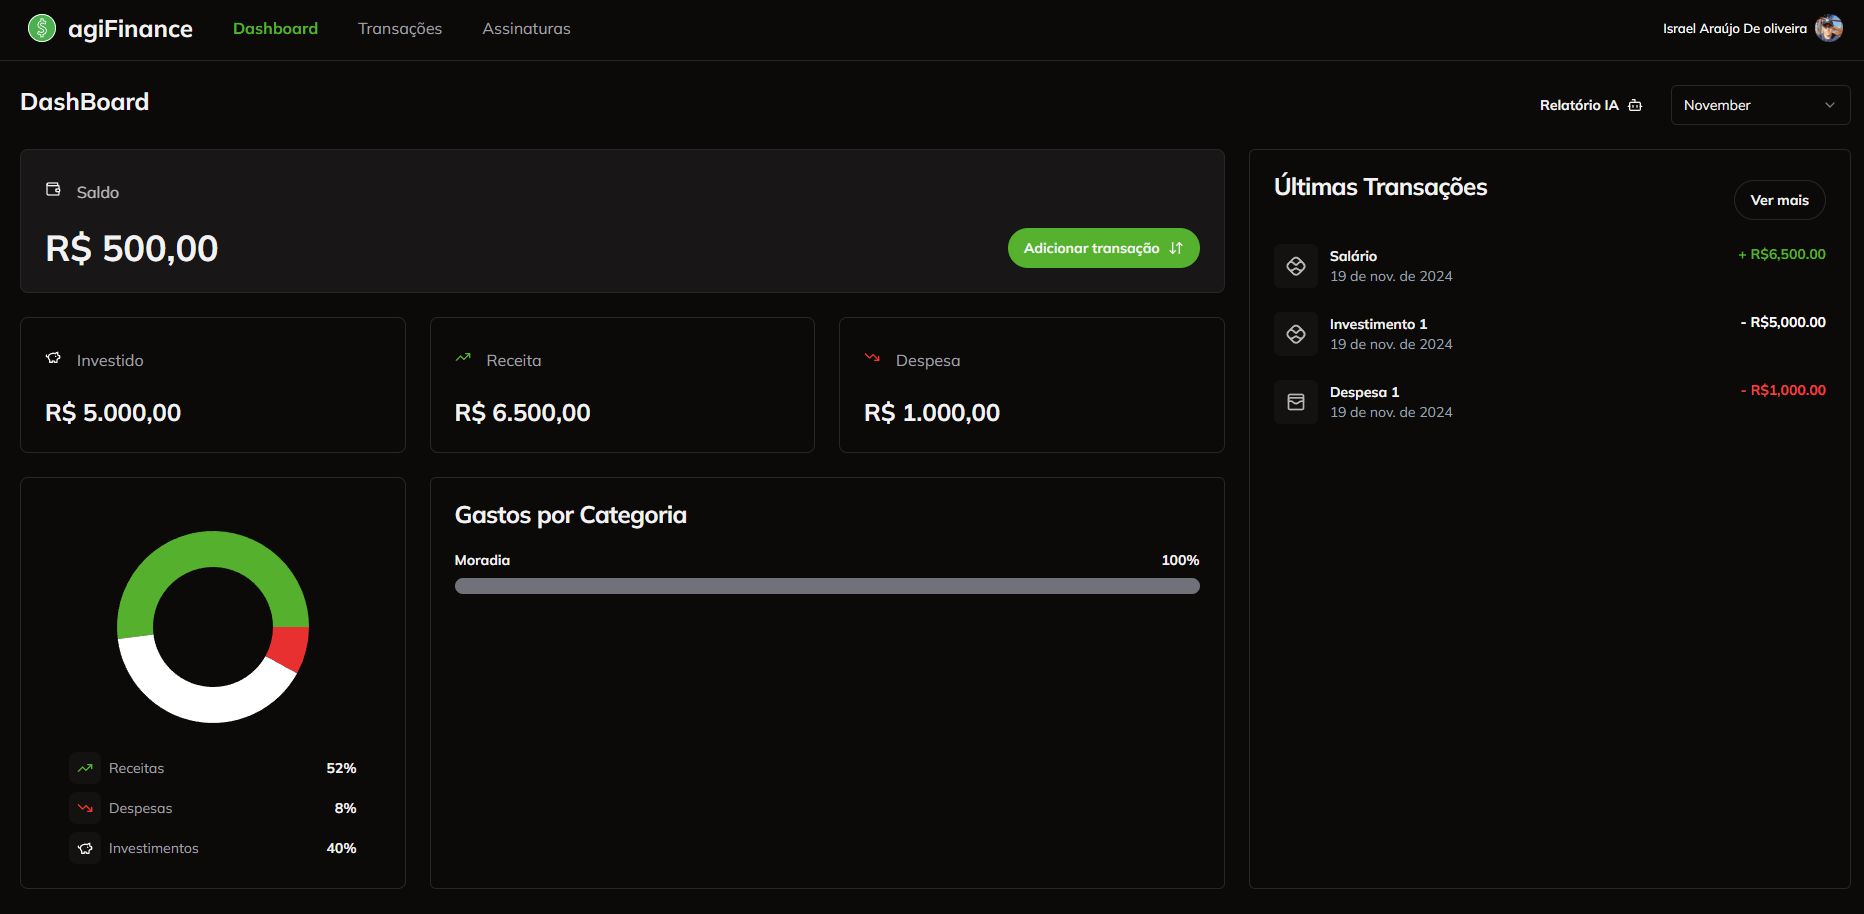 agiFinance
Dashboard
Transações
Assinaturas
Israel Araújo De oliveira
DashBoard
Relatório IA
November
Saldo
R$ 500,00
Adicionar transação
Investido
R$ 5.000,00
Receita
R$ 6.500,00
Despesa
R$ 1.000,00
Receitas 52%
Despesas 8%
Investimentos 40%
Gastos por Categoria
Moradia 100%
Últimas Transações
Ver mais
Salário + R$6,500.00
19 de nov. de 2024
Investimento 1 - R$5,000.00
19 de nov. de 2024
Despesa 1 - R$1,000.00
19 de nov. de 2024